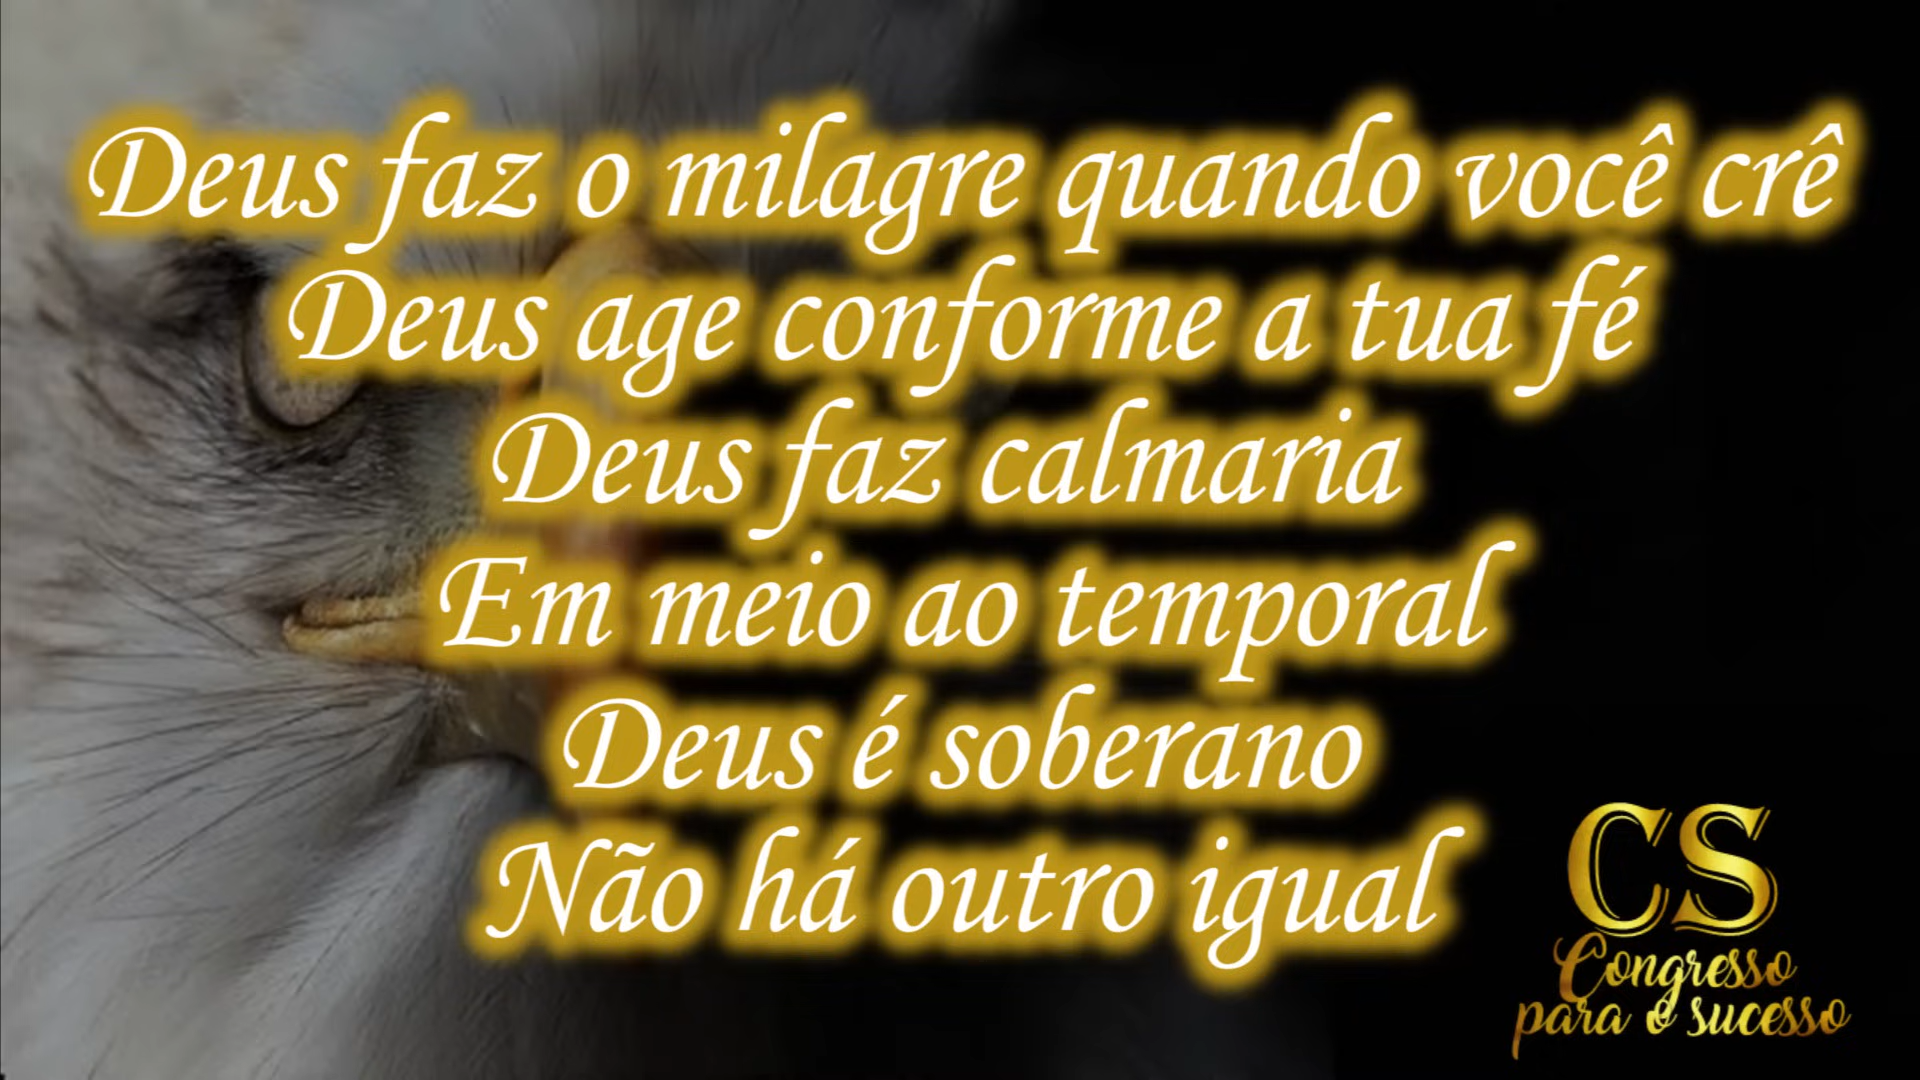 Deus faz o milagre quando você crê
Deus age conforme a tua fé
Deus faz calmaria
Em meio ao temporal
Deus é soberano
Não há outro igual
CS
Congresso
para o sucesso